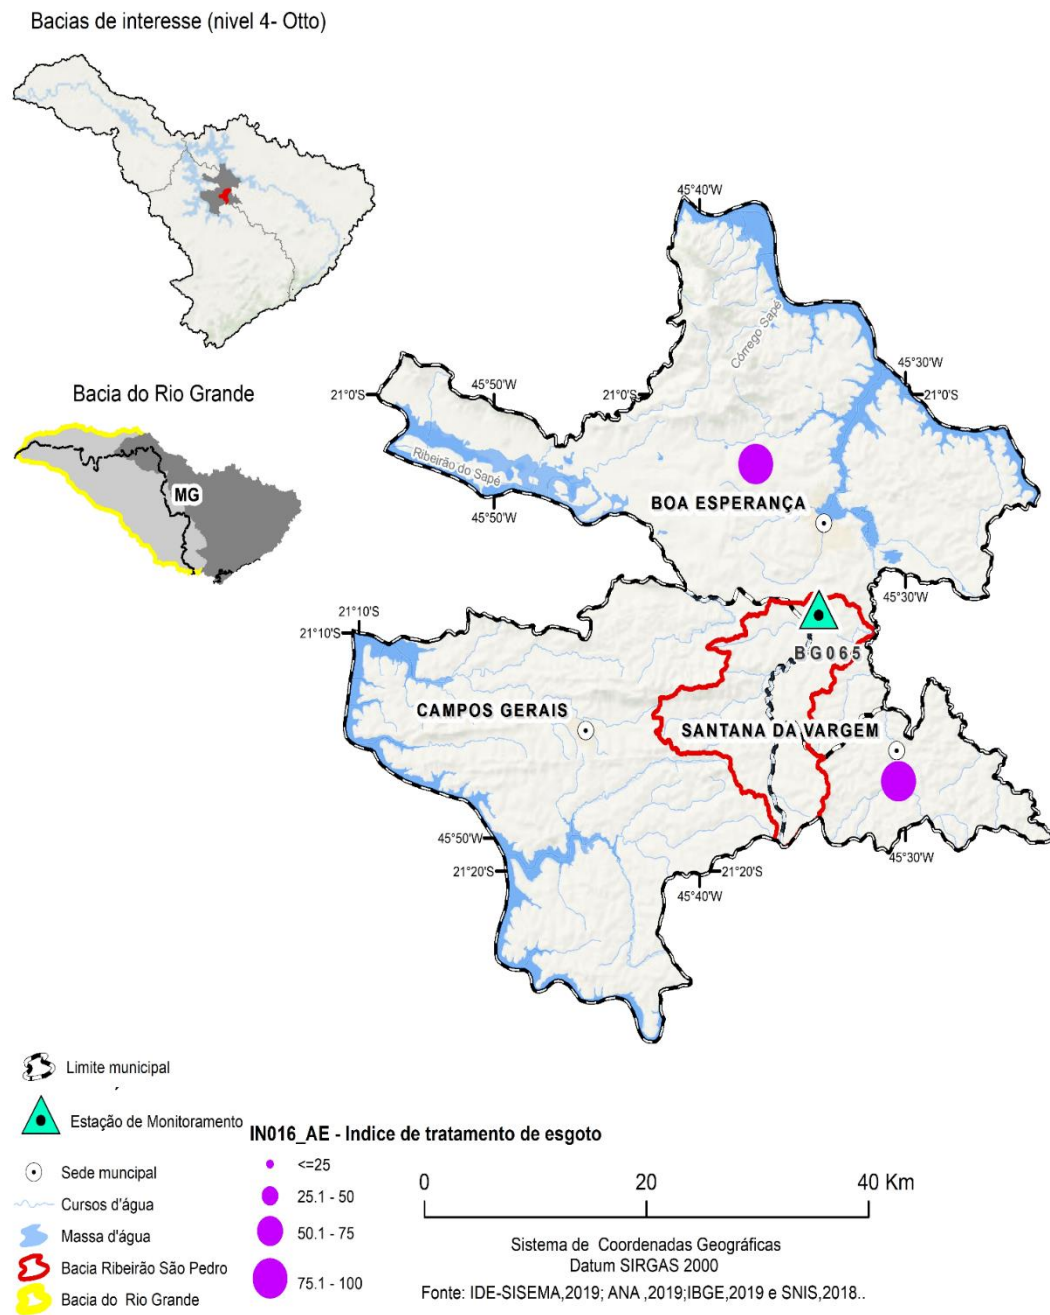 Bacias de interesse (nivel 4- Otto)
Bacia do Rio Grande
MG
45°40'W
Córrego Sapé
45°30'W
21°0'S
45°50'W
21°0'S
21°0'S
Ribeirão do Sapé
45°50'W
BOA ESPERANÇA
45°30'W
21°10'S
21°10'S
BG065
CAMPOS GERAIS
SANTANA DA VARGEM
45°50'W
21°20'S
45°40'W
21°20'S
45°30'W
Limite municipal
Estação de Monitoramento
Sede muncipal
Cursos d'água
Massa d'água
Bacia Ribeirão São Pedro
Bacia do Rio Grande
IN016_AE - Indice de tratamento de esgoto
<=25
25.1 - 50
50.1 - 75
75.1 - 100
0 20 40 Km
Sistema de Coordenadas Geográficas
Datum SIRGAS 2000
Fonte: IDE-SISEMA,2019; ANA ,2019;IBGE,2019 e SNIS,2018..